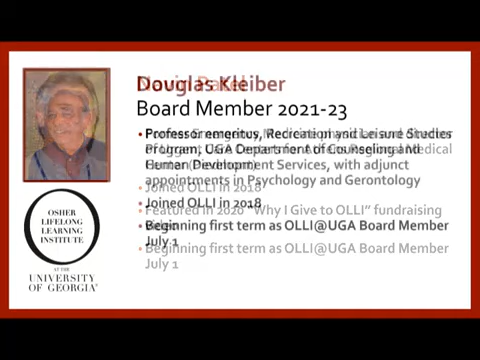 Douglas Kleiber
Board Member 2021-23
• Professor emeritus, Recreation and Leisure Studies
Program, UGA Department of Counseling and
Human Development Services, with adjunct
appointments in Psychology and Gerontology
• Joined OLLI in 2018
• Joined OLLI in 2018
• Featured in 2020 “Why I Give to OLLI” fundraising
• Beginning first term as OLLI@UGA Board Member
July 1
• Beginning first term as OLLI@UGA Board Member
July 1
OSHER
LIFELONG
LEARNING
INSTITUTE
AT THE
UNIVERSITY
OF GEORGIA